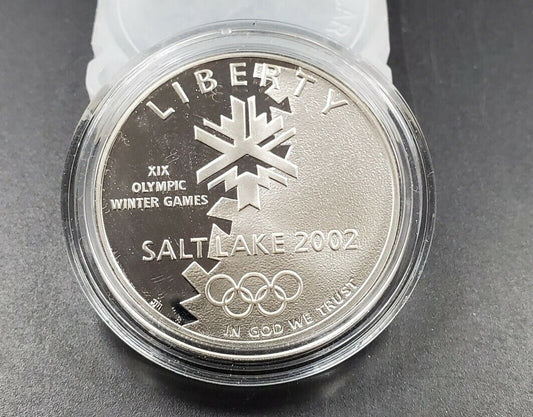 LIBERTY
XIX
OLYMPIC
WINTER GAMES
SALT LAKE 2002
IN GOD WE TRUST